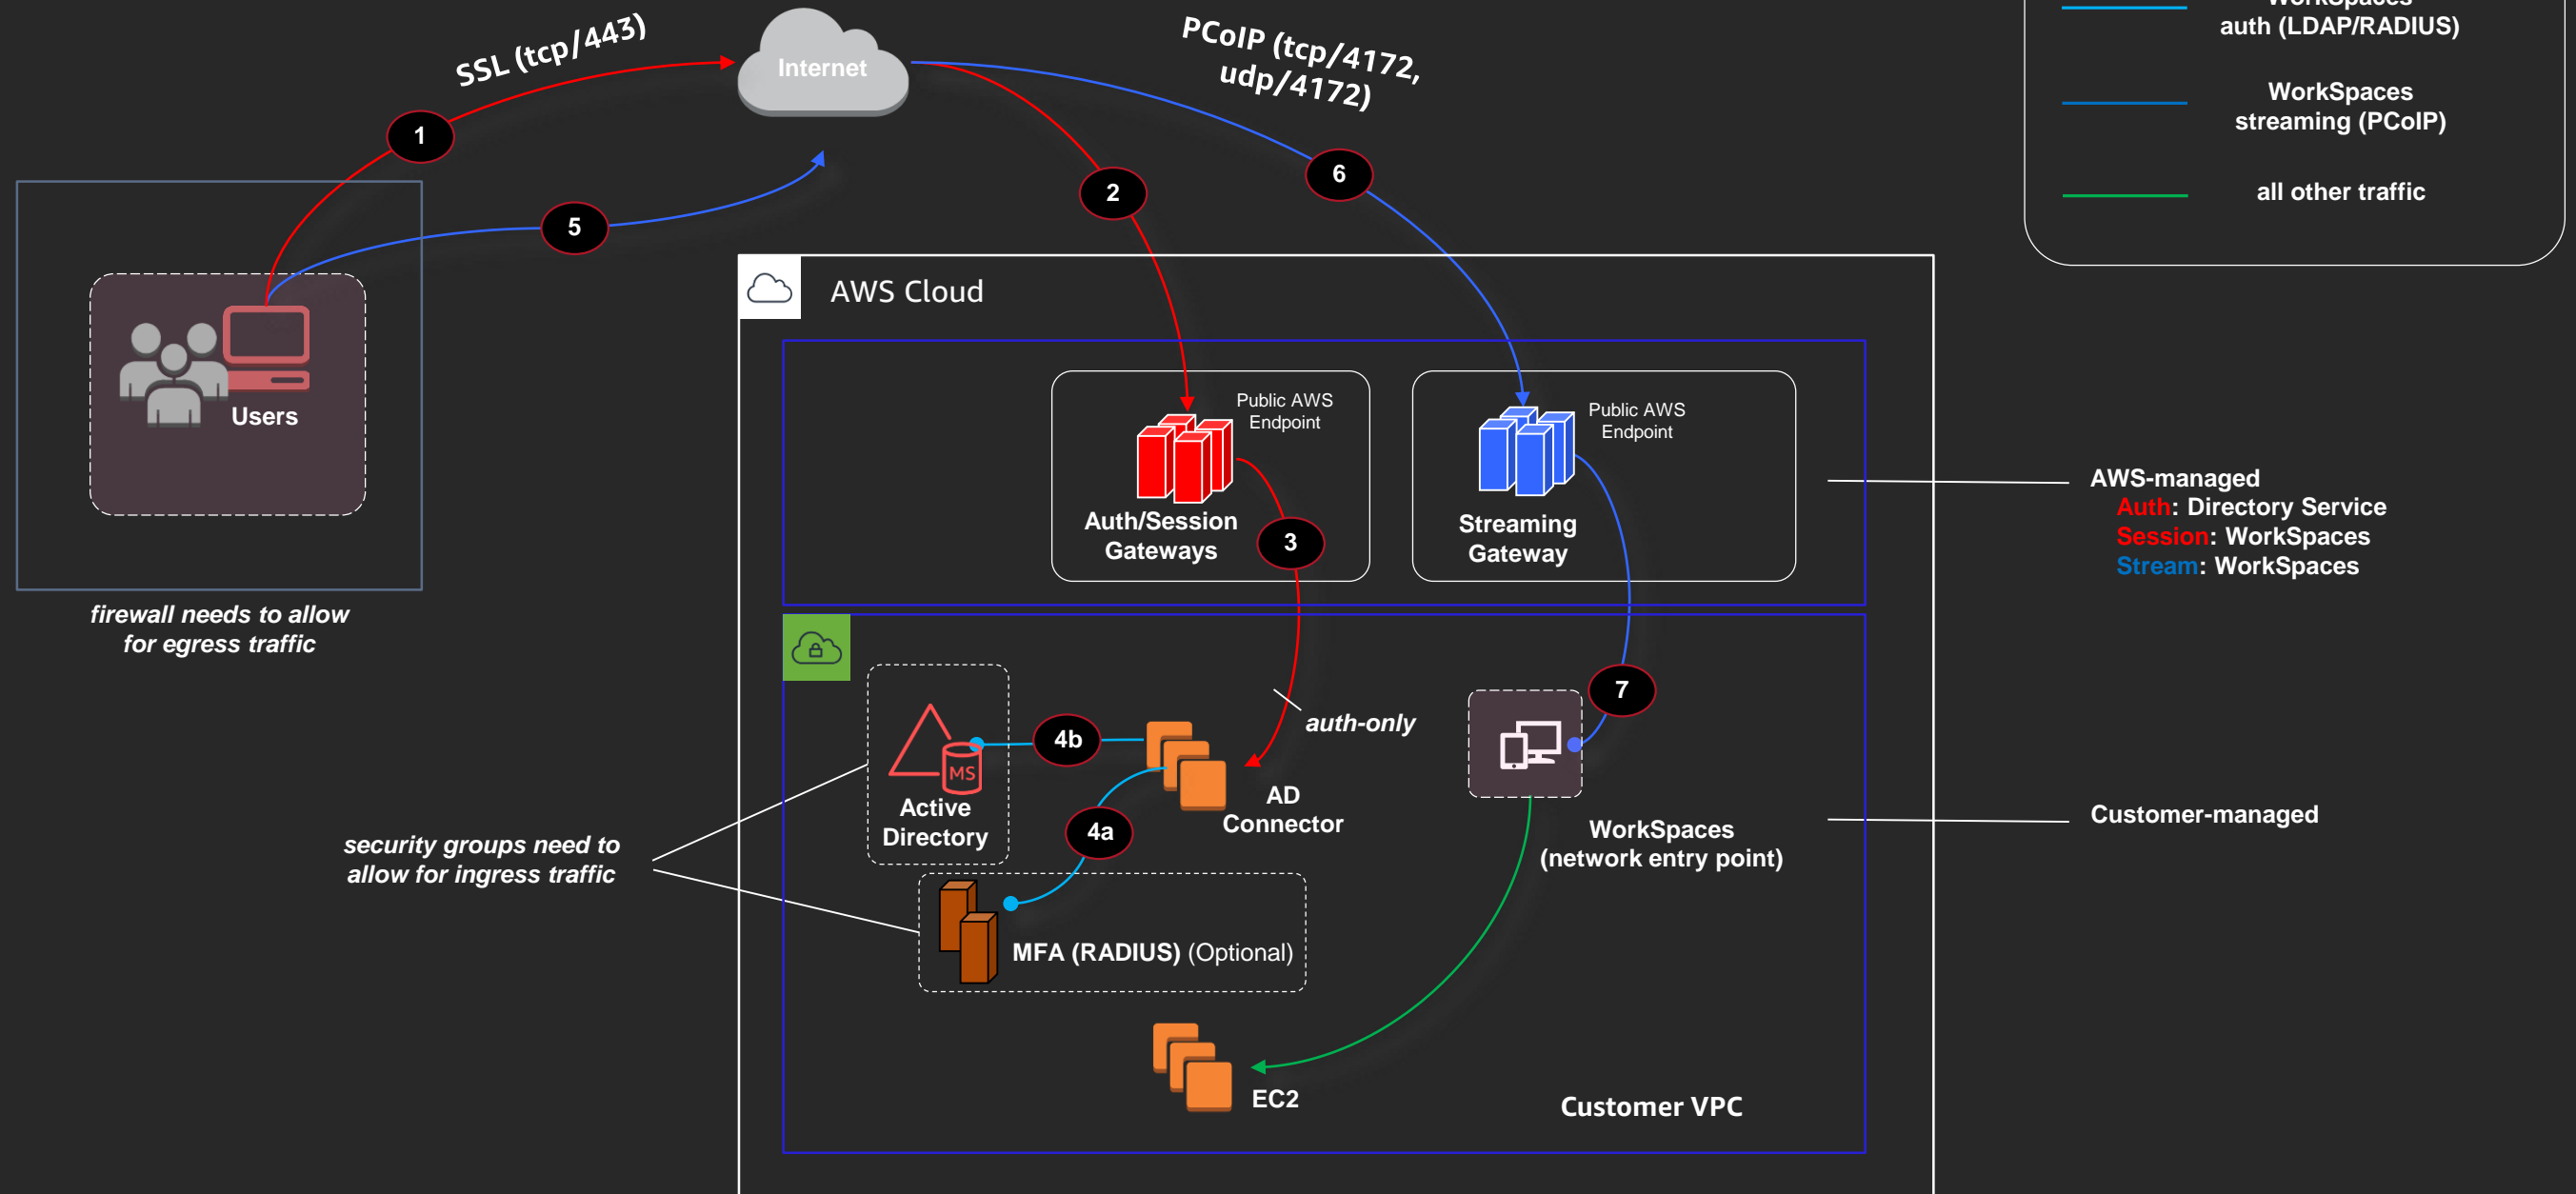 SSL (tcp/443)
Internet
PCoIP (tcp/4172,
udp/4172)
WorkSpaces
auth (LDAP/RADIUS)
WorkSpaces
streaming (PCoIP)
all other traffic
1
2
6
5
AWS Cloud
Users
Public AWS
Endpoint
Auth/Session
Gateways
3
Public AWS
Endpoint
Streaming
Gateway
AWS-managed
Auth: Directory Service
Session: WorkSpaces
Stream: WorkSpaces
firewall needs to allow
for egress traffic
7
auth-only
4b
MS
Active
Directory
4a
AD
Connector
WorkSpaces
(network entry point)
Customer-managed
security groups need to
allow for ingress traffic
MFA (RADIUS) (Optional)
EC2
Customer VPC